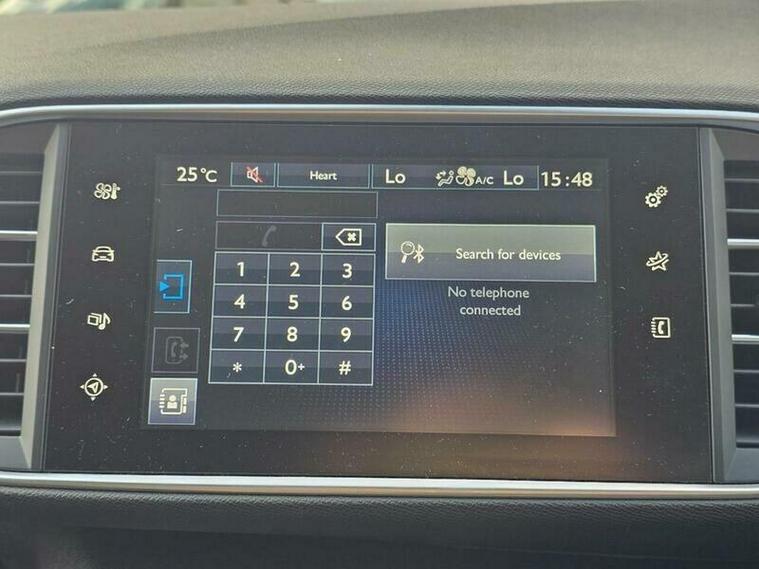 25°C Heart Lo A/C Lo 15:48
Search for devices
No telephone
connected
1 2 3
4 5 6
7 8 9
* 0+ #